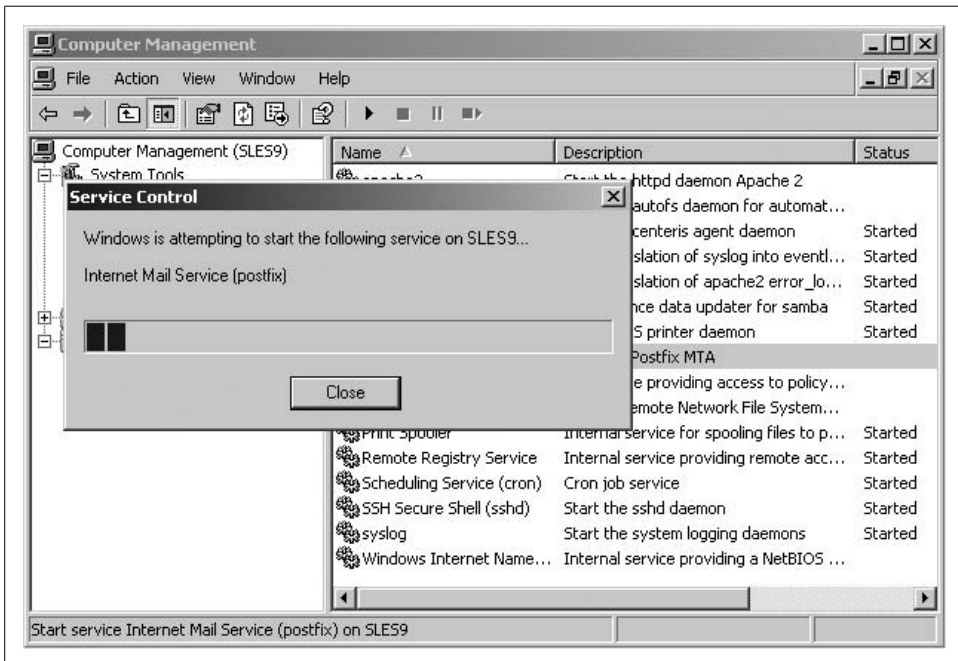 Computer Management
File Action View Window Help
Computer Management (SLES9)
System Tools
Name Description Status
httpd daemon Apache 2
autofs daemon for automat...
centeris agent daemon Started
slation of syslog into eventl... Started
slation of apache2 error_lo... Started
nce data updater for samba Started
S printer daemon Started
Postfix MTA
e providing access to policy...
emote Network File System...
Print Spooler Internal service for spooling files to p... Started
Remote Registry Service Internal service providing remote acc... Started
Scheduling Service (cron) Cron job service Started
SSH Secure Shell (sshd) Start the sshd daemon Started
syslog Start the system logging daemons Started
Windows Internet Name... Internal service providing a NetBIOS ...
Service Control
Windows is attempting to start the following service on SLES9...
Internet Mail Service (postfix)
Close
Start service Internet Mail Service (postfix) on SLES9